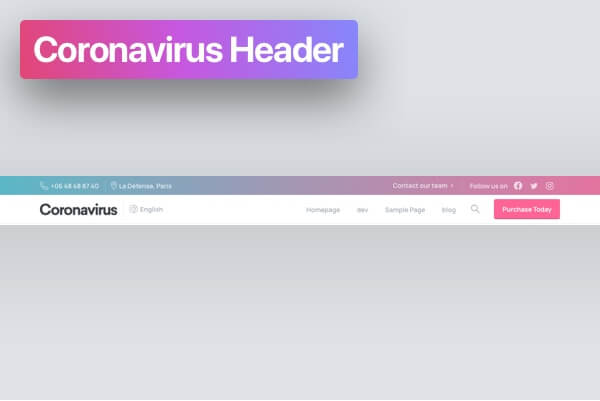 Coronavirus Header
+06 48 48 87 40 La Défense, Paris Contact our team › Follow us on
Coronavirus English Homepage dev Sample Page blog Purchase Today